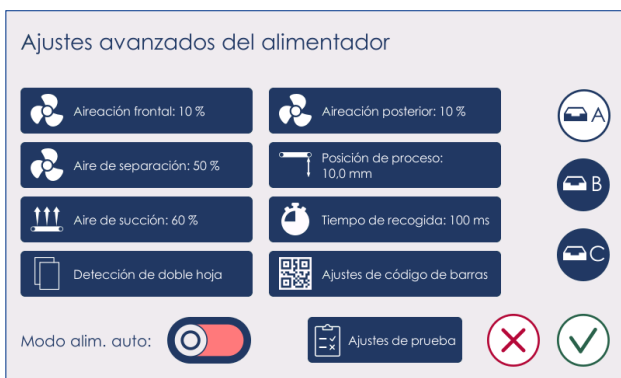 Ajustes avanzados del alimentador
Aireación frontal: 10 %
Aireación posterior: 10 %
A
Aire de separación: 50 %
Posición de proceso:
10,0 mm
B
Aire de succión: 60 %
Tiempo de recogida: 100 ms
C
Detección de doble hoja
Ajustes de código de barras
Modo alim. auto:
Ajustes de prueba